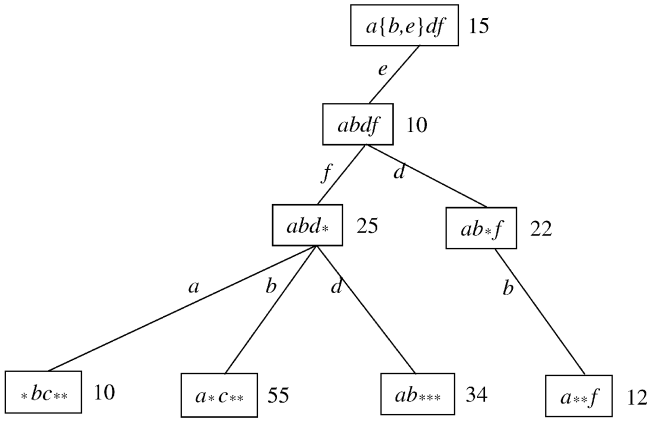 a{b,e}df 15
e
abdf 10
f d
abd* 25 ab*f 22
a b d b
*bc** 10 a*c** 55 ab*** 34 a**f 12